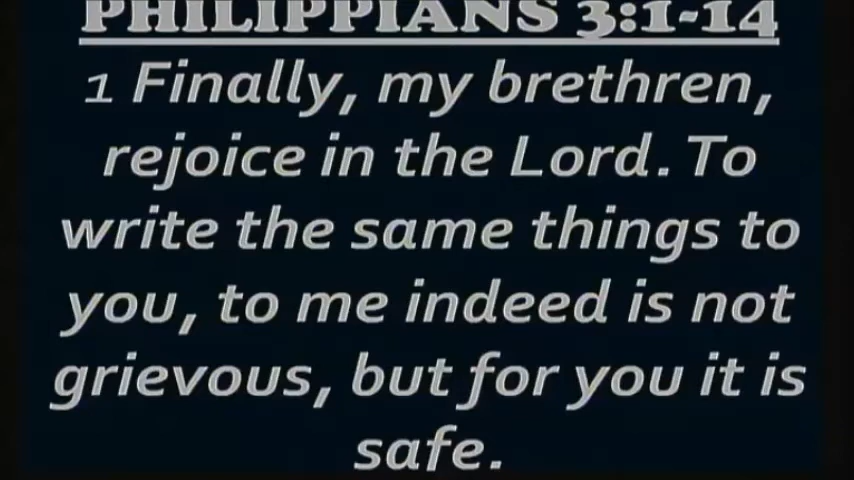 PHILIPPIANS 3:1-14
1 Finally, my brethren,
rejoice in the Lord. To
write the same things to
you, to me indeed is not
grievous, but for you it is
safe.